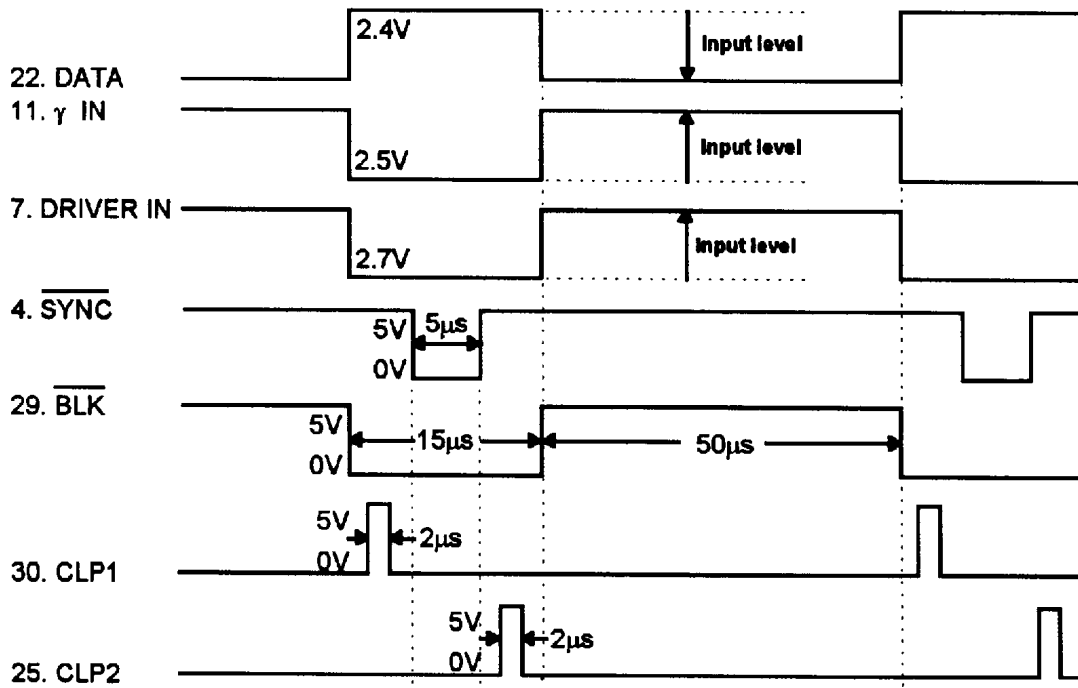 2.4V
Input level
22. DATA
11. γ IN
2.5V
Input level
7. DRIVER IN
2.7V
Input level
4. SYNC
5V
5μs
0V
29. BLK
5V
15μs
50μs
0V
5V
2μs
0V
30. CLP1
5V
2μs
0V
25. CLP2